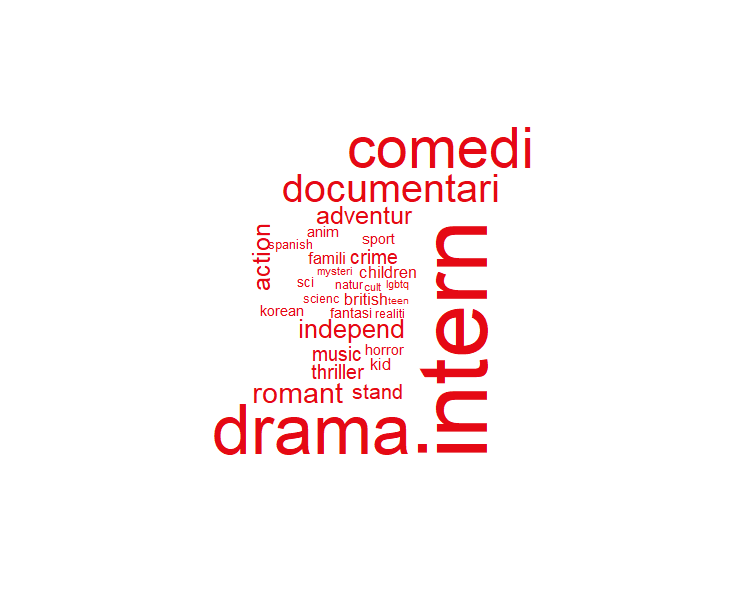 comedi
documentari
adventur
anim
sport
action
spanish
famili
crime
mysteri
children
sci
natur
cult
lgbtq
scienc
british
teen
korean
fantasi
realiti
independ
music
horror
thriller
kid
romant
stand
drama
intern